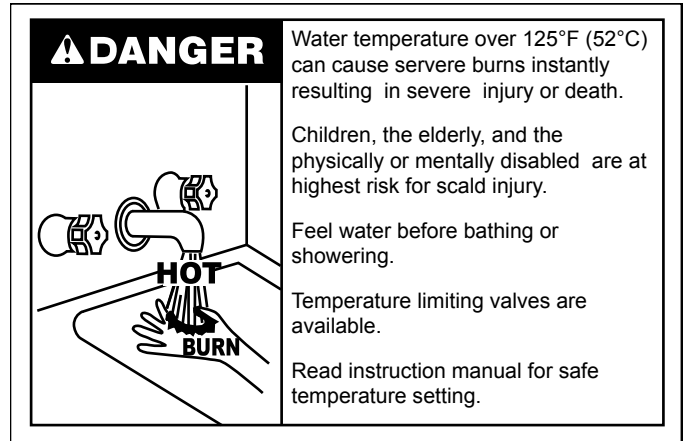 DANGER
HOT
BURN
Water temperature over 125°F (52°C)
can cause servere burns instantly
resulting in severe injury or death.
Children, the elderly, and the
physically or mentally disabled are at
highest risk for scald injury.
Feel water before bathing or
showering.
Temperature limiting valves are
available.
Read instruction manual for safe
temperature setting.